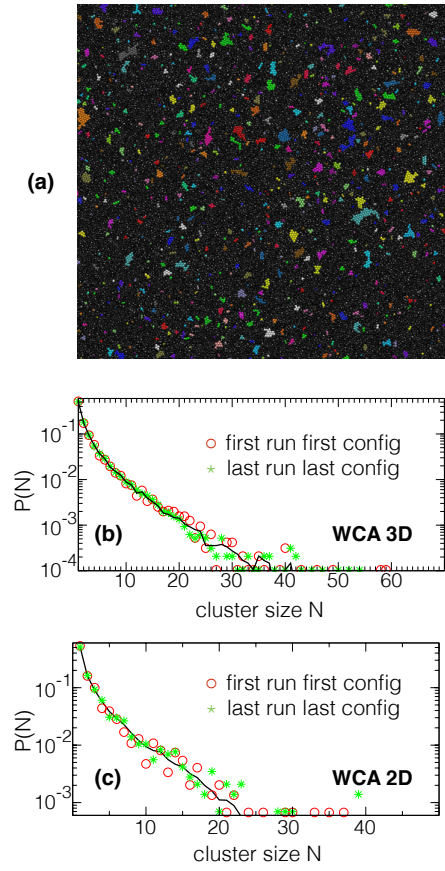 (a)
10⁻¹
10⁻²
10⁻³
10⁻⁴
P(N)
first run first config
last run last config
(b)
WCA 3D
10 20 30 40 50 60
cluster size N
10⁻¹
10⁻²
10⁻³
P(N)
first run first config
last run last config
(c)
WCA 2D
10 20 30 40
cluster size N